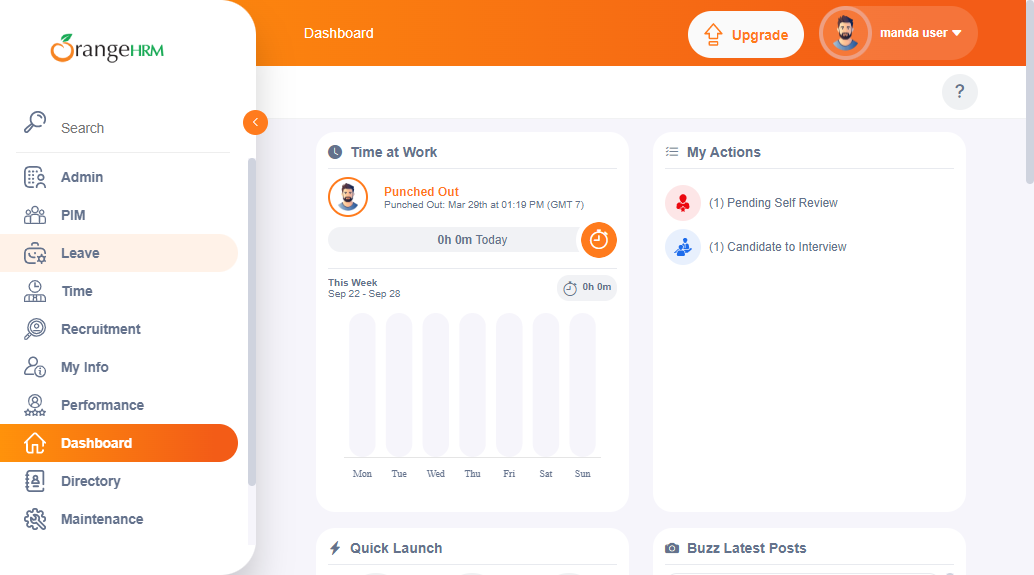 OrangeHRM
Search
Admin
PIM
Leave
Time
Recruitment
My Info
Performance
Dashboard
Directory
Maintenance
Dashboard
Upgrade
manda user
?
Time at Work
Punched Out
Punched Out: Mar 29th at 01:19 PM (GMT 7)
0h 0m Today
This Week
Sep 22 - Sep 28
0h 0m
Mon Tue Wed Thu Fri Sat Sun
My Actions
(1) Pending Self Review
(1) Candidate to Interview
Quick Launch
Buzz Latest Posts